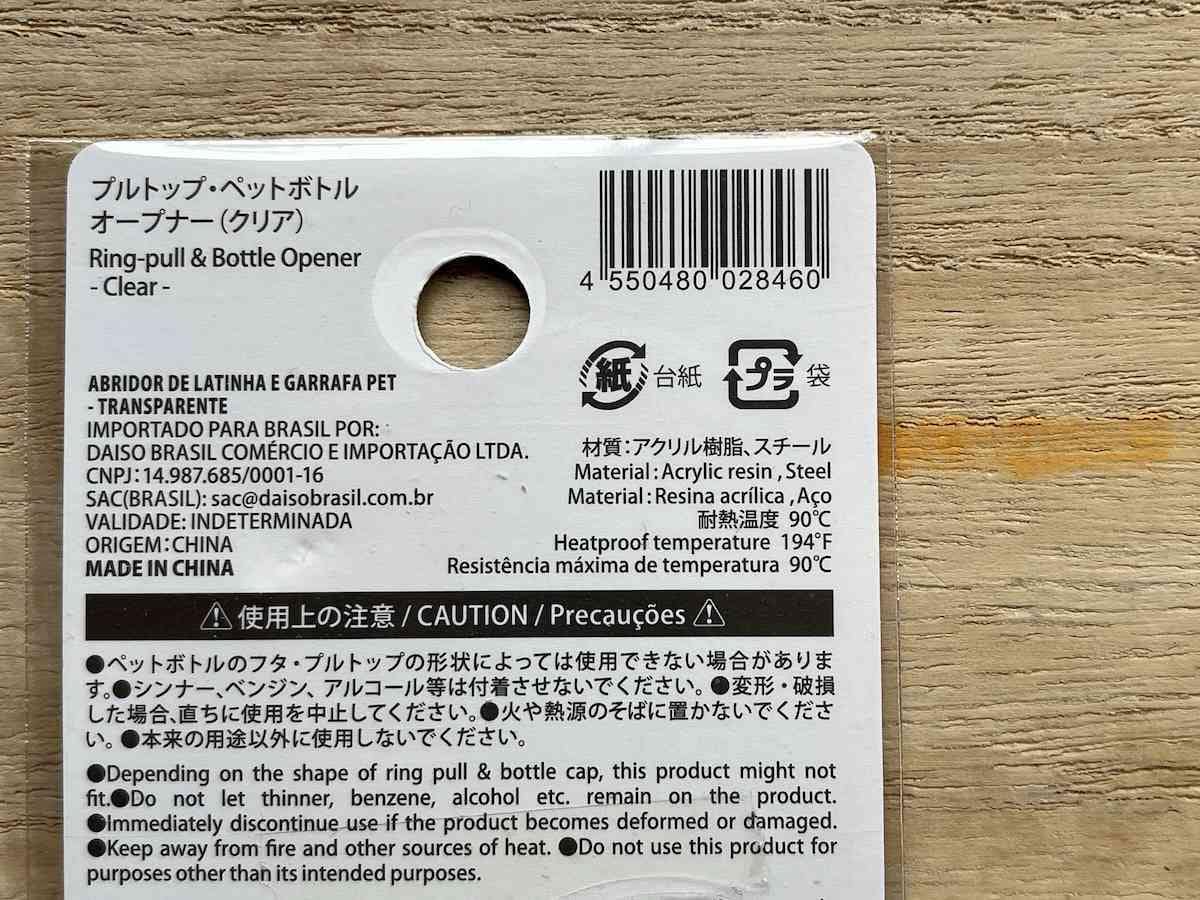 プルトップ・ペットボトル
オープナー(クリア)
Ring-pull & Bottle Opener
- Clear -
4 550480 028460
紙 台紙
プラ 袋
ABRIDOR DE LATINHA E GARRAFA PET
- TRANSPARENTE
IMPORTADO PARA BRASIL POR:
DAISO BRASIL COMÉRCIO E IMPORTAÇÃO LTDA.
CNPJ:14.987.685/0001-16
SAC(BRASIL): sac@daisobrasil.com.br
VALIDADE: INDETERMINADA
ORIGEM:CHINA
MADE IN CHINA
材質:アクリル樹脂、スチール
Material:Acrylic resin ,Steel
Material:Resina acrílica ,Aço
耐熱温度 90℃
Heatproof temperature 194°F
Resistência máxima de temperatura 90℃
使用上の注意 / CAUTION / Precauções
●ペットボトルのフタ・プルトップの形状によっては使用できない場合がありま
す。●シンナー、ベンジン、アルコール等は付着させないでください。●変形・破損
した場合、直ちに使用を中止してください。●火や熱源のそばに置かないでくださ
い。●本来の用途以外に使用しないでください。
●Depending on the shape of ring pull & bottle cap, this product might not
fit.●Do not let thinner, benzene, alcohol etc. remain on the product.
●Immediately discontinue use if the product becomes deformed or damaged.
●Keep away from fire and other sources of heat. ●Do not use this product for
purposes other than its intended purposes.